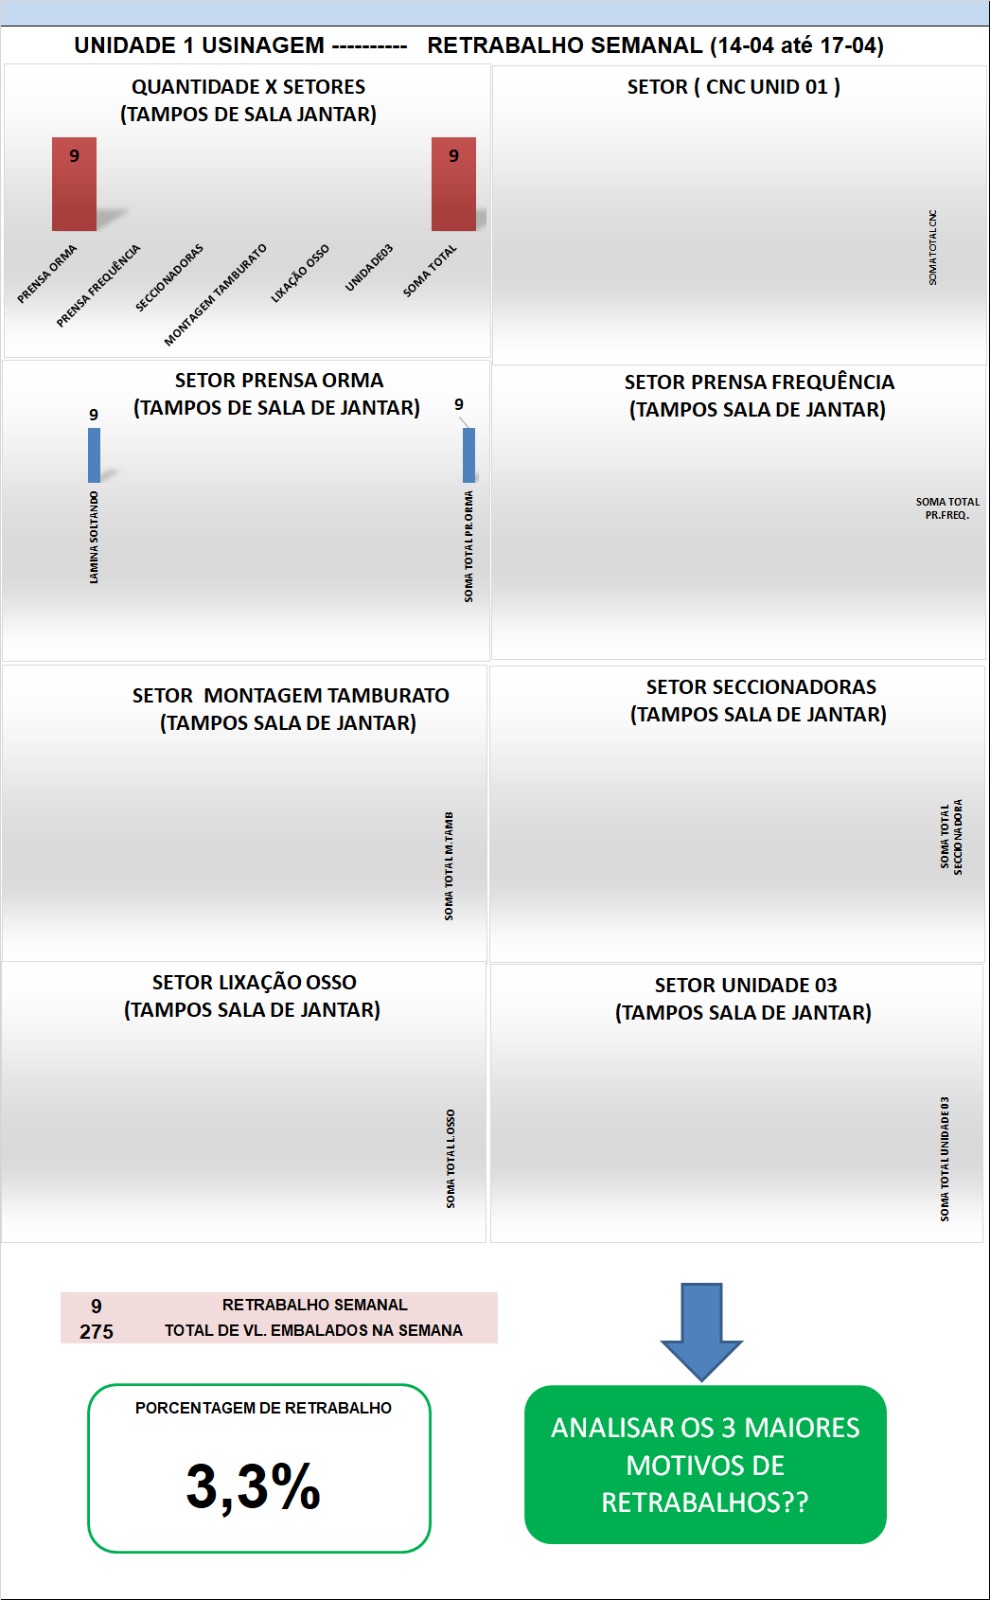 UNIDADE 1 USINAGEM ---------- RETRABALHO SEMANAL (14-04 até 17-04)
QUANTIDADE X SETORES
(TAMPOS DE SALA JANTAR)
9
9
PRENSA ORMA
PRENSA FREQUÊNCIA
SECCIONADORAS
MONTAGEM TAMBURATO
LIXAÇÃO OSSO
UNIDADE03
SOMA TOTAL
SETOR ( CNC UNID 01 )
SOMA TOTAL CNC
SETOR PRENSA ORMA
(TAMPOS DE SALA DE JANTAR)
9
9
LAMINA SOLTANDO
SOMA TOTAL PR.ORMA
SETOR PRENSA FREQUÊNCIA
(TAMPOS SALA DE JANTAR)
SOMA TOTAL
PR.FREQ.
SETOR MONTAGEM TAMBURATO
(TAMPOS SALA DE JANTAR)
SOMA TOTAL M.TAMB
SETOR SECCIONADORAS
(TAMPOS SALA DE JANTAR)
SOMA TOTAL
SECCIONADORA
SETOR LIXAÇÃO OSSO
(TAMPOS SALA DE JANTAR)
SOMA TOTAL L.OSSO
SETOR UNIDADE 03
(TAMPOS SALA DE JANTAR)
SOMA TOTAL UNIDADE 03
9 RETRABALHO SEMANAL
275 TOTAL DE VL. EMBALADOS NA SEMANA
PORCENTAGEM DE RETRABALHO
3,3%
ANALISAR OS 3 MAIORES
MOTIVOS DE
RETRABALHOS??